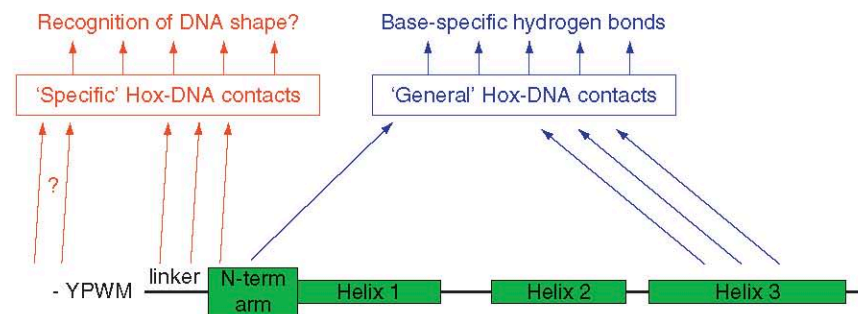 Recognition of DNA shape?
Base-specific hydrogen bonds
‘Specific’ Hox-DNA contacts
‘General’ Hox-DNA contacts
?
- YPWM
linker
N-term
arm
Helix 1
Helix 2
Helix 3